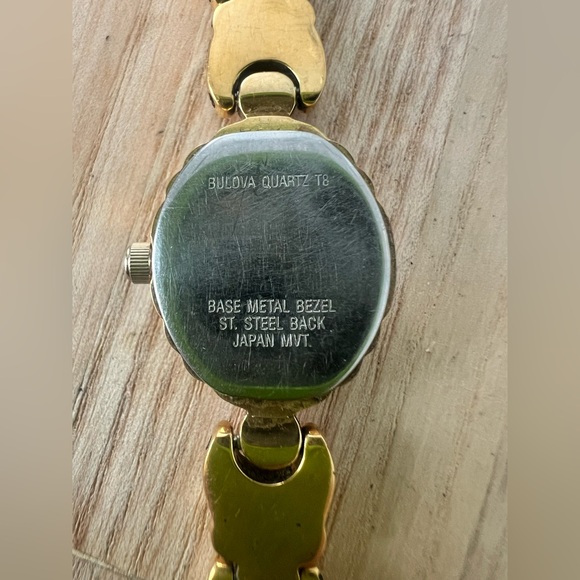 BULOVA QUARTZ T8
BASE METAL BEZEL
ST. STEEL BACK
JAPAN MVT.